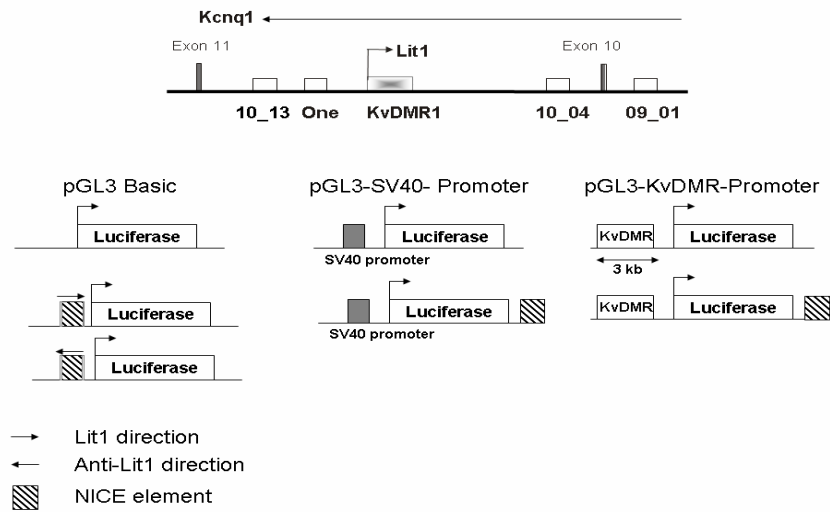 Kcnq1
Exon 11
Lit1
Exon 10
10_13 One KvDMR1 10_04 09_01
pGL3 Basic
pGL3-SV40- Promoter
pGL3-KvDMR-Promoter
Luciferase
Luciferase
KvDMR
Luciferase
SV40 promoter
3 kb
Luciferase
Luciferase
KvDMR
Luciferase
SV40 promoter
Luciferase
Lit1 direction
Anti-Lit1 direction
NICE element